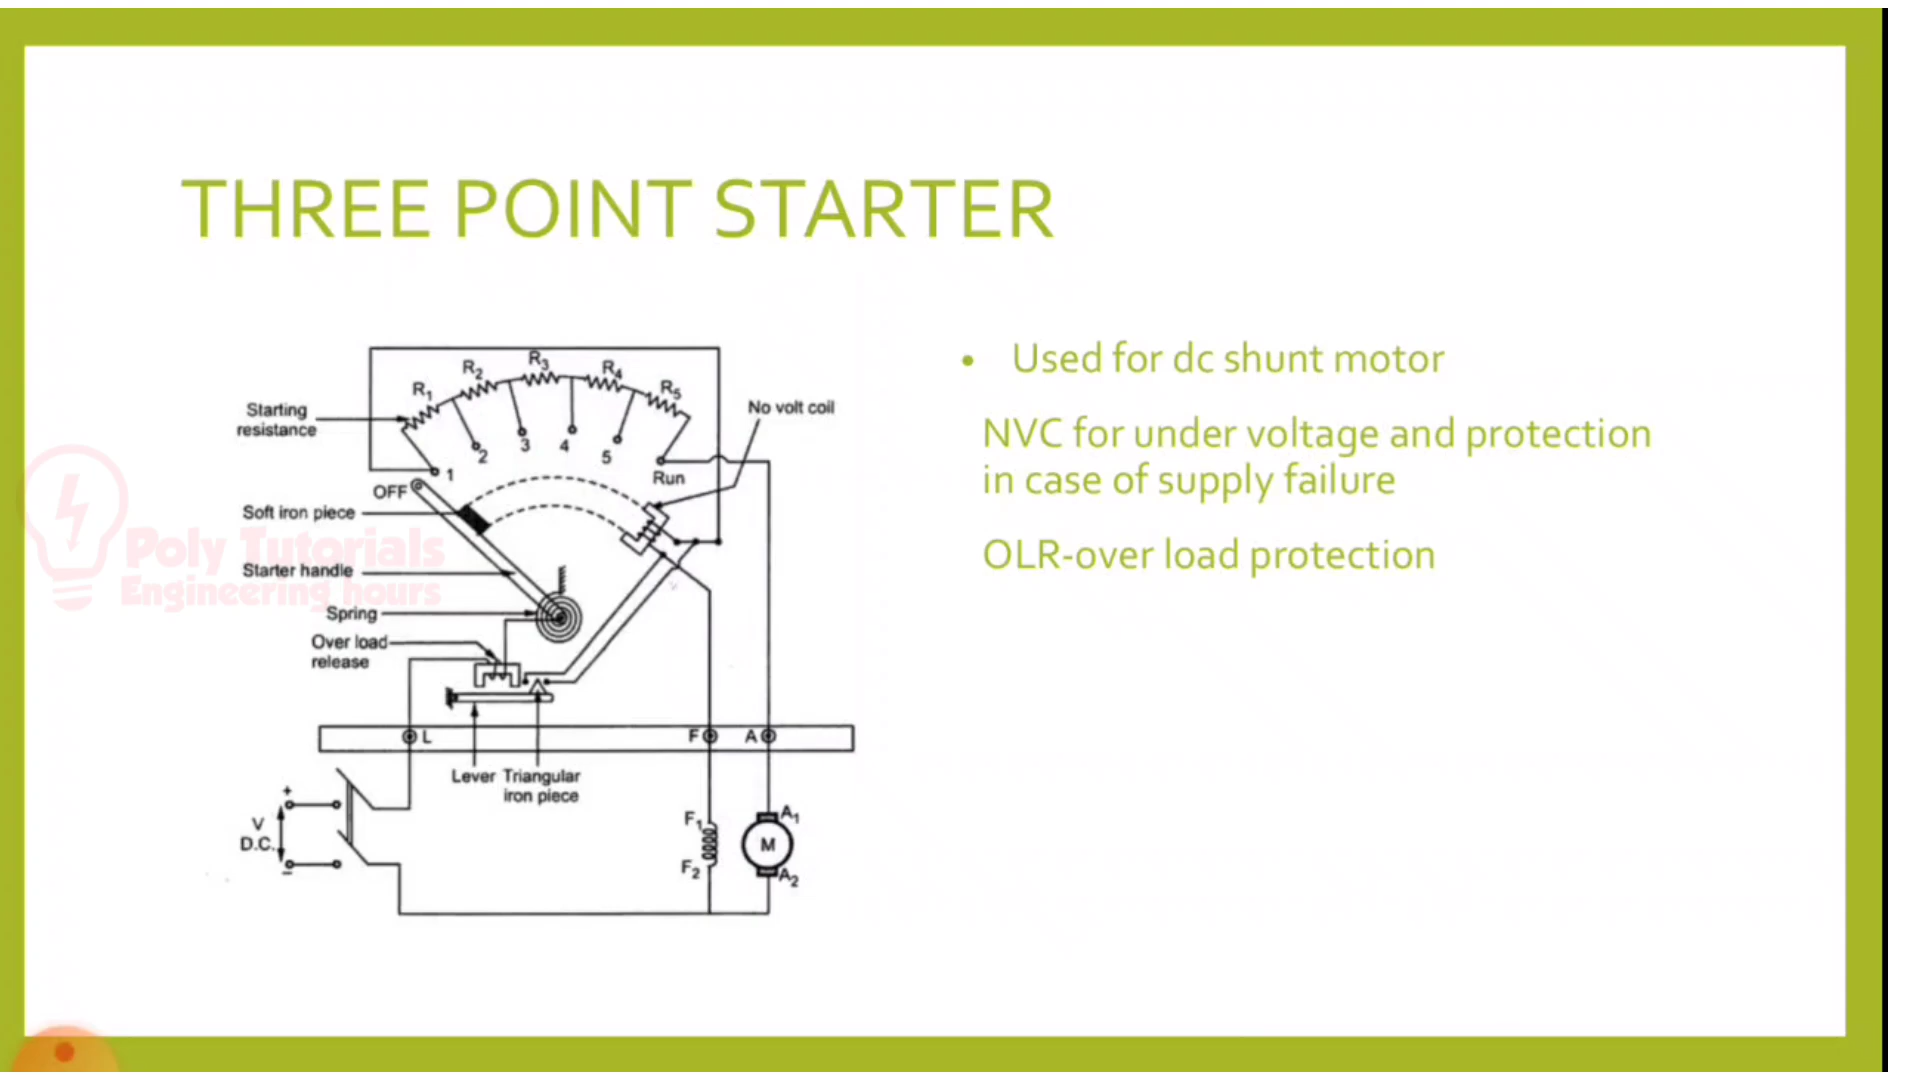 THREE POINT STARTER
R1
R2
R3
R4
R5
Starting
resistance
No volt coil
1
2
3
4
5
Run
OFF
Soft iron piece
Starter handle
Spring
Over load
release
L
F
A
Lever
Triangular
iron piece
+
V
D.C.
–
F1
F2
A1
M
A2
Poly Tutorials
Engineering hours
• Used for dc shunt motor
NVC for under voltage and protection
in case of supply failure
OLR-over load protection